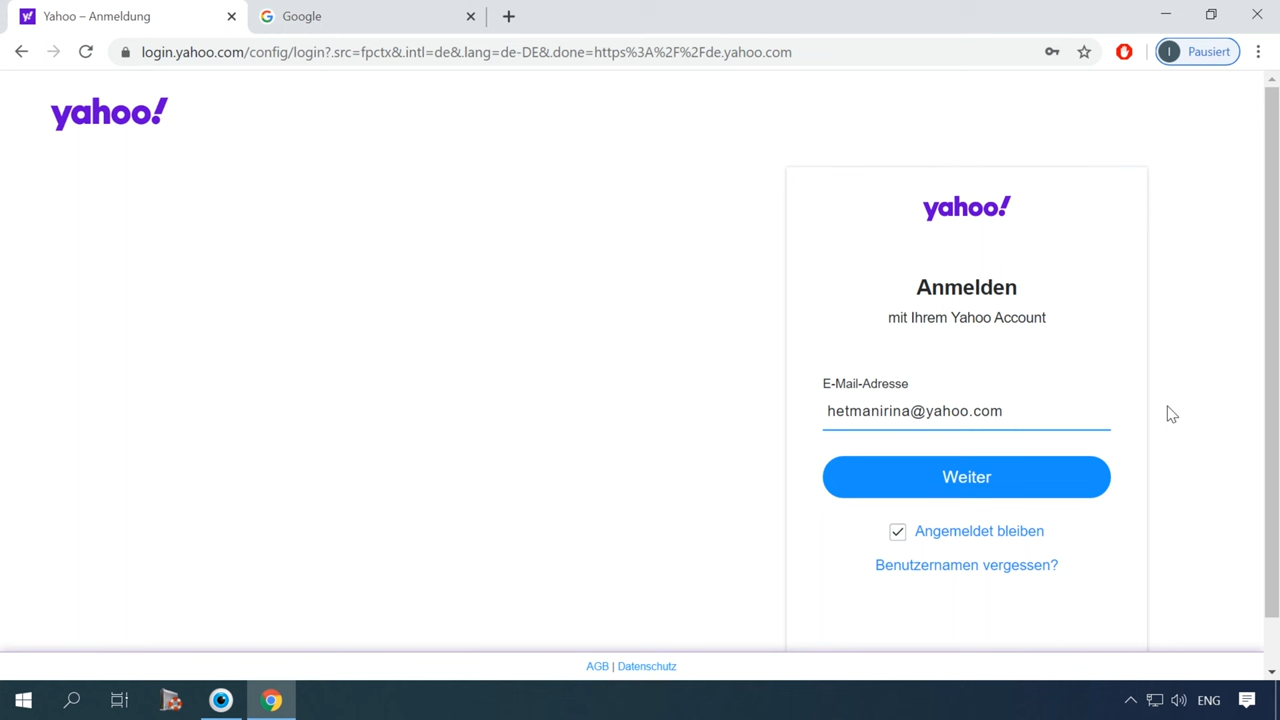 Yahoo – Anmeldung
Google
login.yahoo.com/config/login?.src=fpctx&.intl=de&.lang=de-DE&.done=https%3A%2F%2Fde.yahoo.com
I
Pausiert
yahoo!
yahoo!
Anmelden
mit Ihrem Yahoo Account
E-Mail-Adresse
hetmanirina@yahoo.com
Weiter
Angemeldet bleiben
Benutzernamen vergessen?
AGB | Datenschutz
ENG